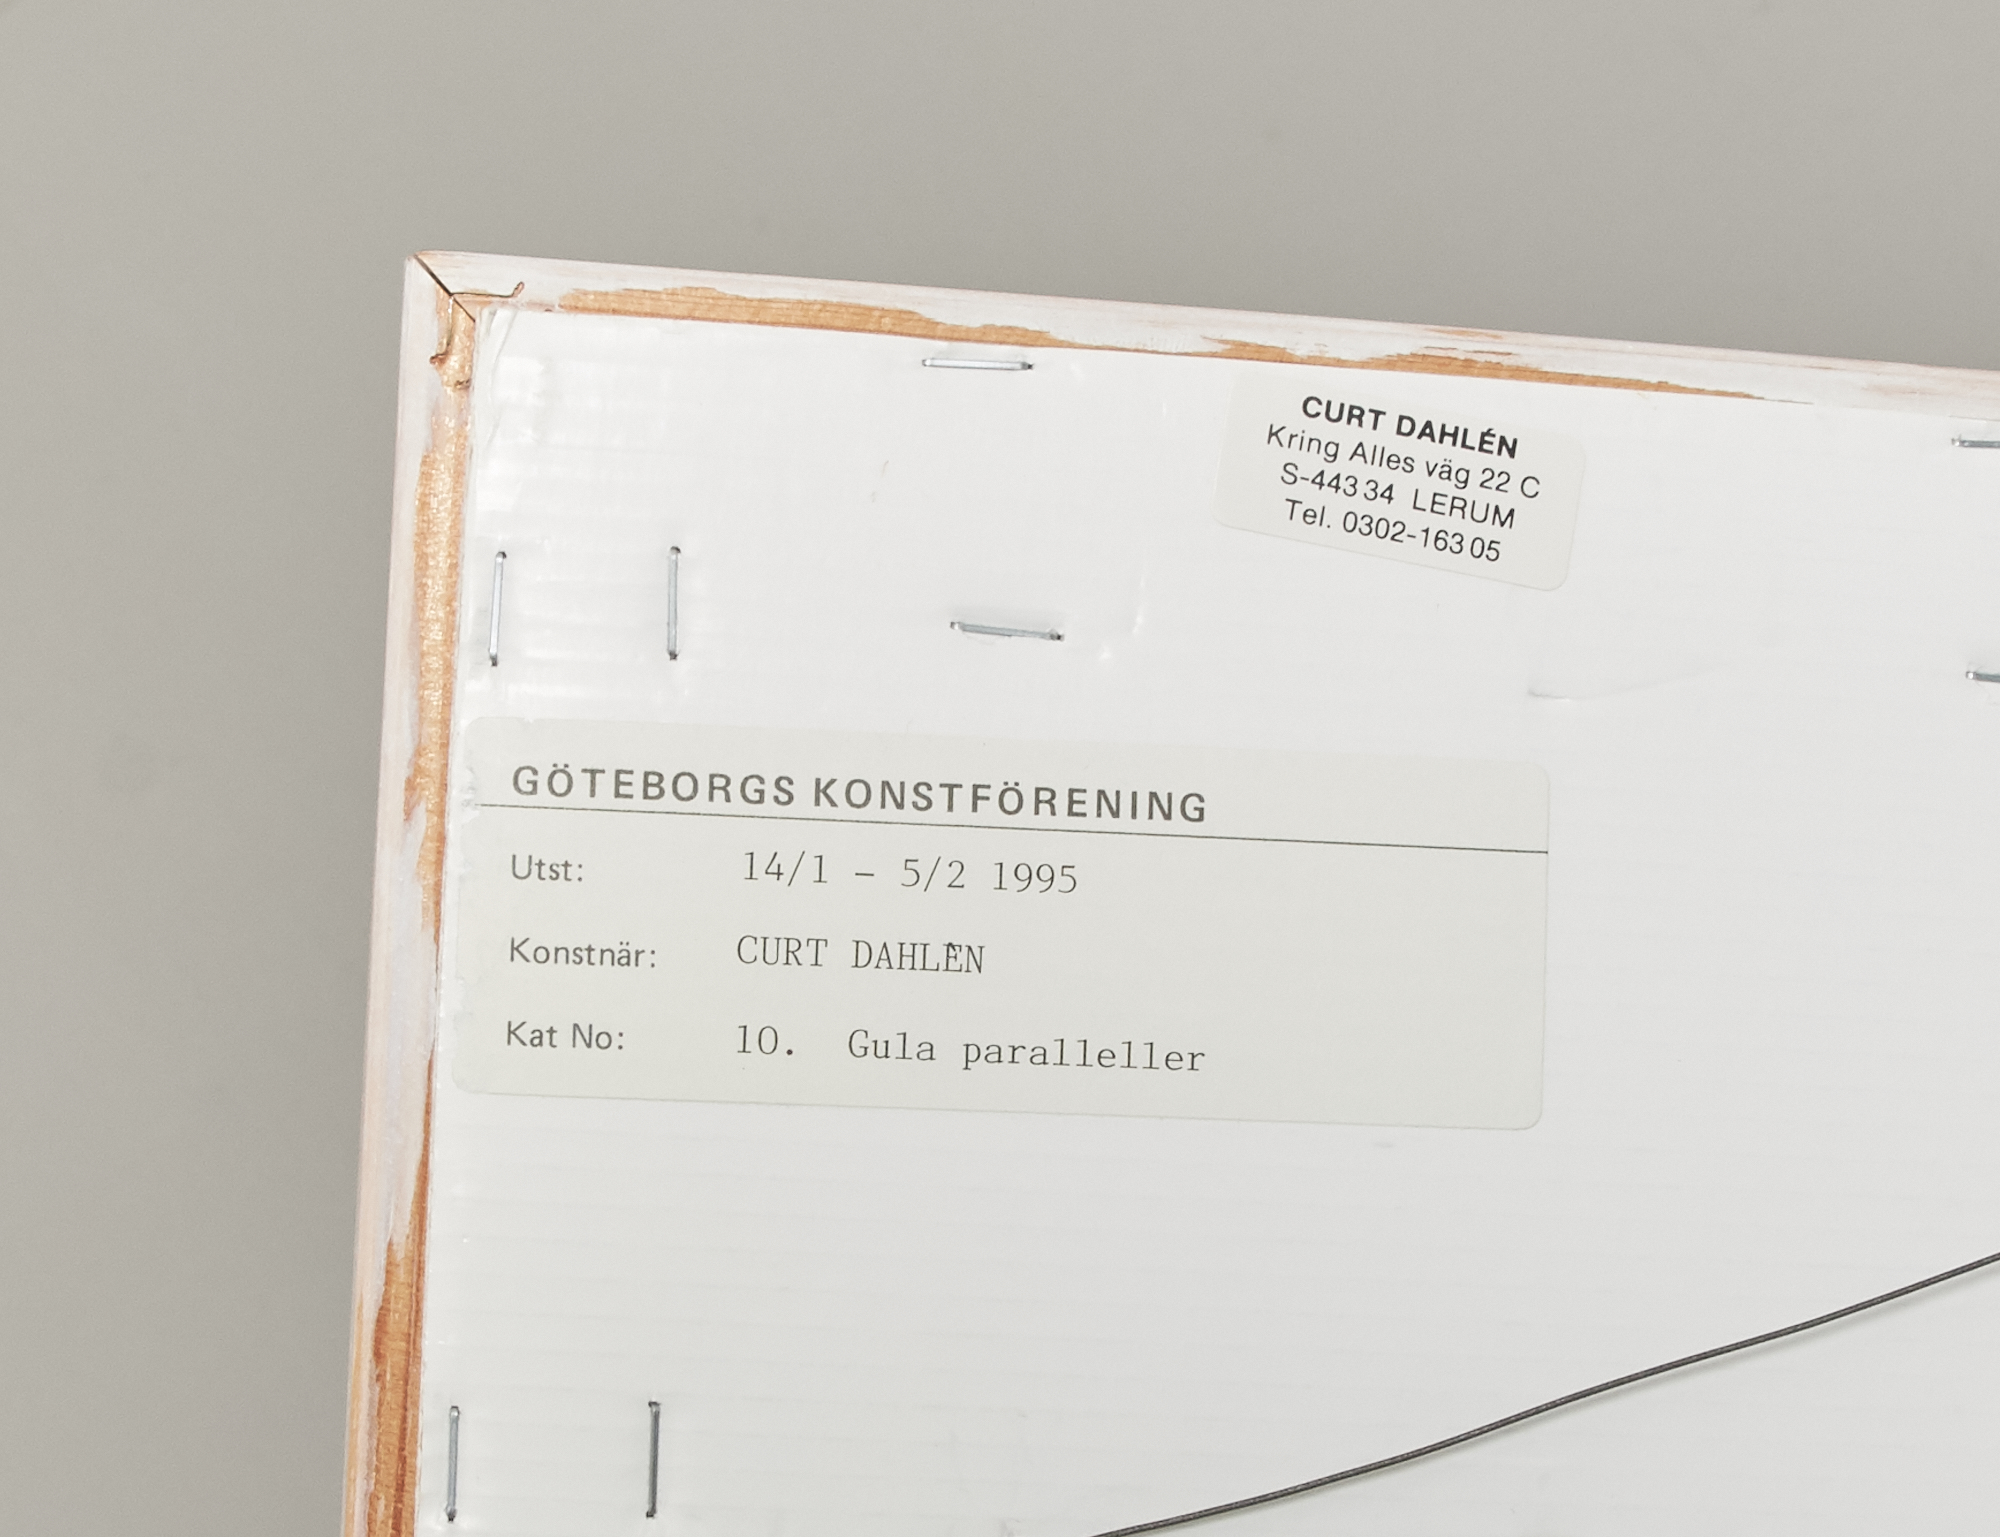 CURT DAHLÉN
Kring Alles väg 22 C
S-443 34 LERUM
Tel. 0302-163 05
GÖTEBORGS KONSTFÖRENING
Utst: 14/1 - 5/2 1995
Konstnär: CURT DAHLÉN
Kat No: 10. Gula paralleller